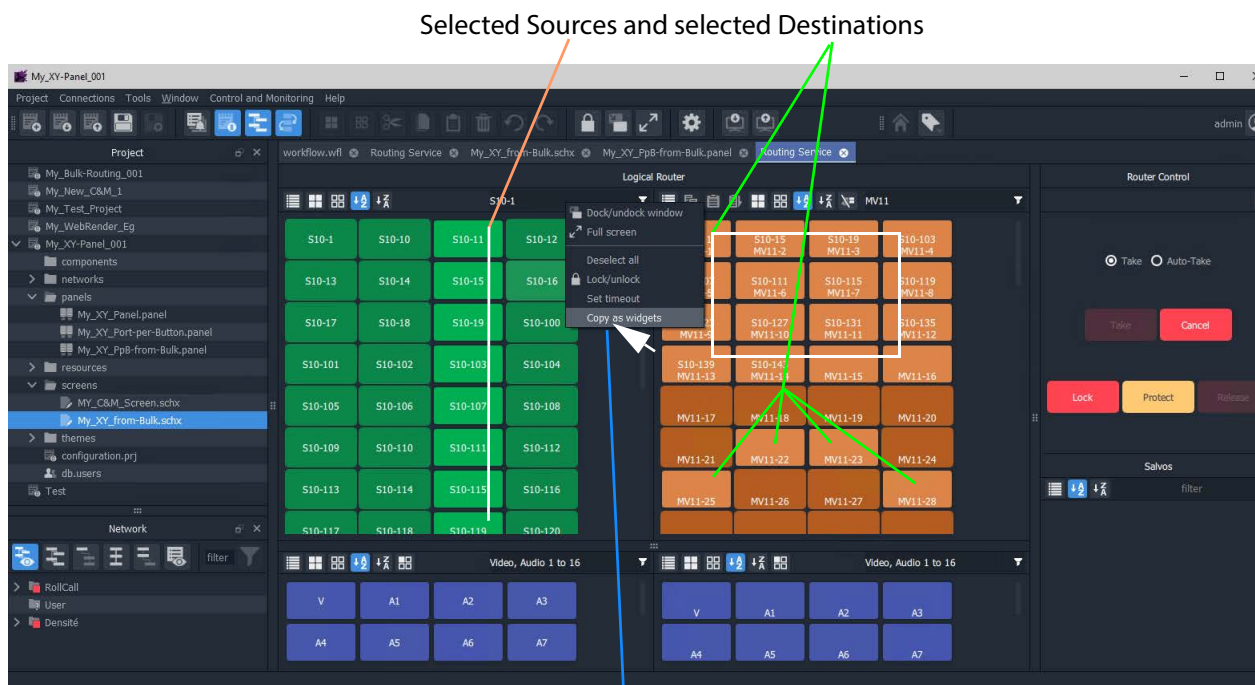 Selected Sources and selected Destinations
My_XY-Panel_001
Project Connections Tools Window Control and Monitoring Help
admin
Project
workflow.wfl
Routing Service
My_XY_from-Bulk.schx
My_XY_PpB-from-Bulk.panel
Routing Service
My_Bulk-Routing_001
My_New_C&M_1
My_Test_Project
My_WebRender_Eg
My_XY-Panel_001
components
networks
panels
My_XY_Panel.panel
My_XY_Port-per-Button.panel
My_XY_PpB-from-Bulk.panel
resources
screens
MY_C&M_Screen.schx
My_XY_from-Bulk.schx
themes
configuration.prj
db.users
Test
Network
filter
RollCall
User
Densité
Logical Router
S10-1
MV11
S10-1 S10-10 S10-11 S10-12
S10-13 S10-14 S10-15 S10-16
S10-17 S10-18 S10-19 S10-100
S10-101 S10-102 S10-103 S10-104
S10-105 S10-106 S10-107 S10-108
S10-109 S10-110 S10-111 S10-112
S10-113 S10-114 S10-115 S10-116
S10-117 S10-118 S10-119 S10-120
Dock/undock window
Full screen
Deselect all
Lock/unlock
Set timeout
Copy as widgets
S10-15 S10-19 S10-103
MV11-2 MV11-3 MV11-4
S10-111 S10-115 S10-119
MV11-6 MV11-7 MV11-8
S10-127 S10-131 S10-135
MV11-9 MV11-10 MV11-11 MV11-12
S10-139
MV11-13 MV11-14 MV11-15 MV11-16
MV11-17 MV11-18 MV11-19 MV11-20
MV11-21 MV11-22 MV11-23 MV11-24
MV11-25 MV11-26 MV11-27 MV11-28
Video, Audio 1 to 16
V A1 A2 A3
A4 A5 A6 A7
Video, Audio 1 to 16
V A1 A2 A3
A4 A5 A6 A7
Router Control
Take Auto-Take
Take Cancel
Lock Protect Release
Salvos
filter